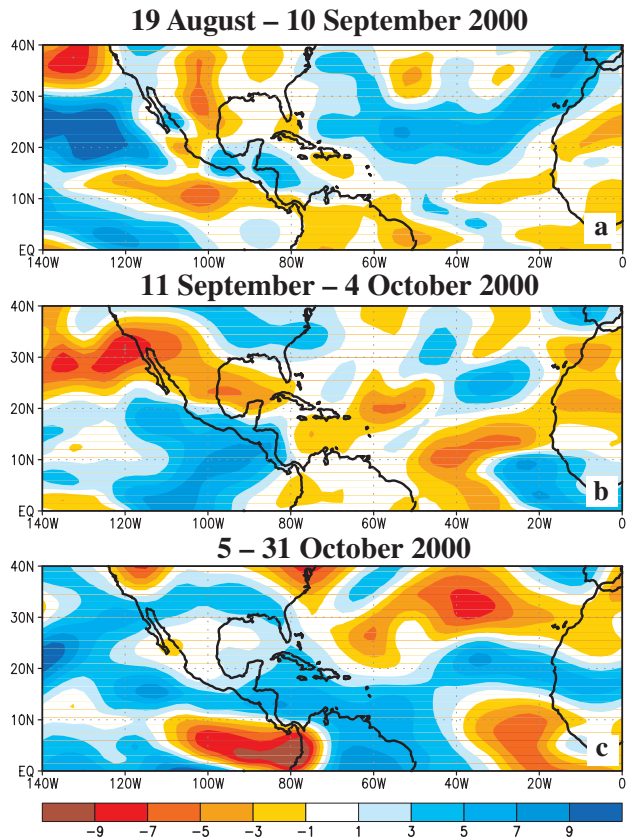 19 August – 10 September 2000
40N
30N
20N
10N
EQ
140W 120W 100W 80W 60W 40W 20W 0
a
11 September – 4 October 2000
40N
30N
20N
10N
EQ
140W 120W 100W 80W 60W 40W 20W 0
b
5 – 31 October 2000
40N
30N
20N
10N
EQ
140W 120W 100W 80W 60W 40W 20W 0
c
−9 −7 −5 −3 −1 1 3 5 7 9